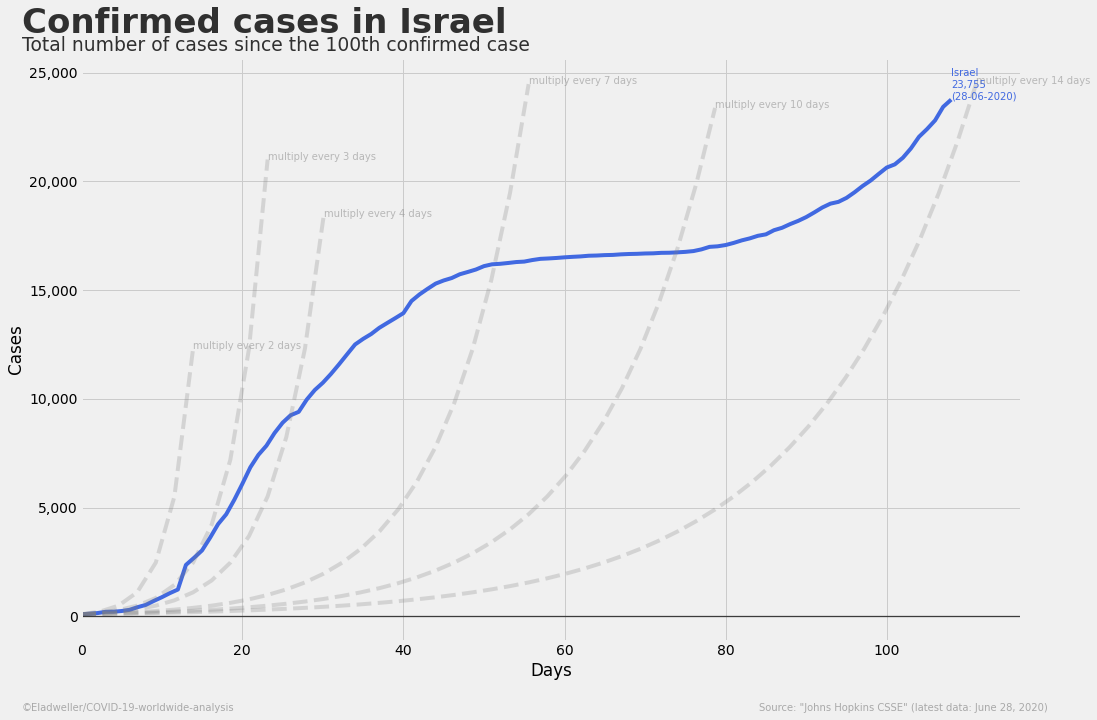 Confirmed cases in Israel
Total number of cases since the 100th confirmed case
25,000
20,000
15,000
10,000
5,000
0
Cases
multiply every 2 days
multiply every 3 days
multiply every 4 days
multiply every 7 days
multiply every 10 days
multiply every 14 days
Israel
23,755
(28-06-2020)
0
20
40
60
80
100
Days
©Eladweller/COVID-19-worldwide-analysis
Source: "Johns Hopkins CSSE" (latest data: June 28, 2020)